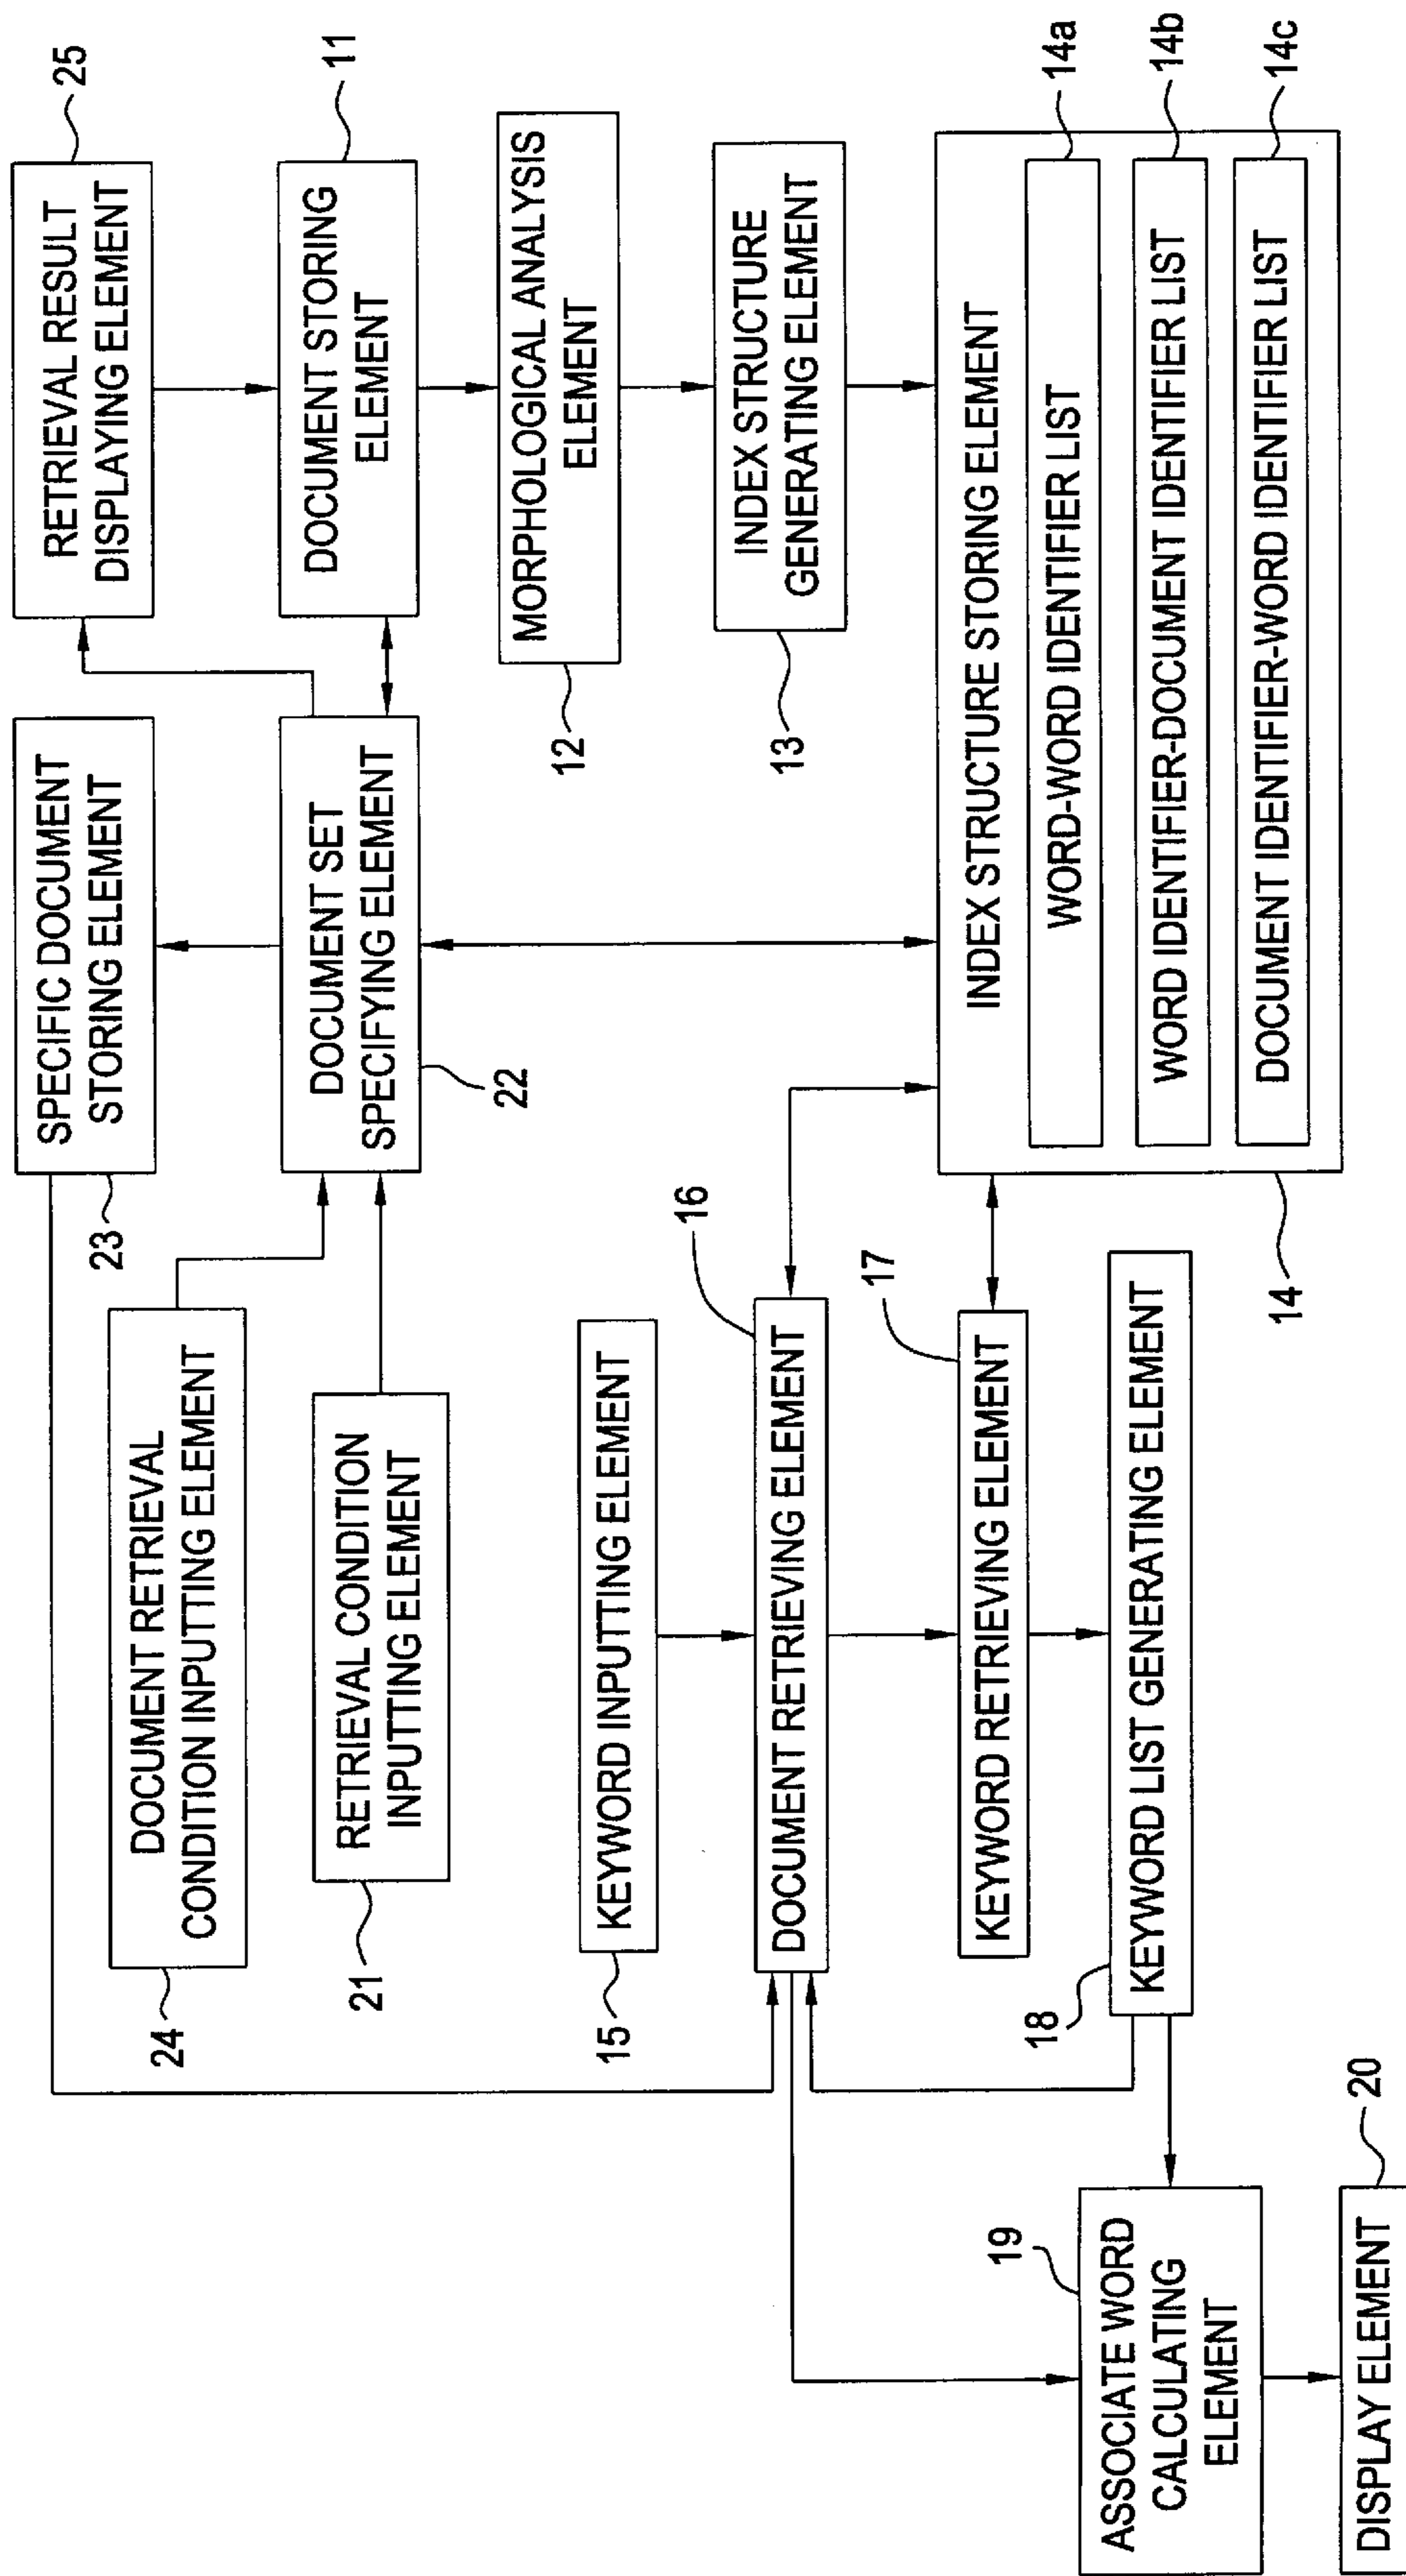 SPECIFIC DOCUMENT
STORING ELEMENT
23
RETRIEVAL RESULT
DISPLAYING ELEMENT
25
DOCUMENT RETRIEVAL
CONDITION INPUTTING ELEMENT
24
RETRIEVAL CONDITION
INPUTTING ELEMENT
21
DOCUMENT SET
SPECIFYING ELEMENT
22
DOCUMENT STORING
ELEMENT
11
MORPHOLOGICAL ANALYSIS
ELEMENT
12
INDEX STRUCTURE
GENERATING ELEMENT
13
KEYWORD INPUTTING ELEMENT
15
DOCUMENT RETRIEVING ELEMENT
16
KEYWORD RETRIEVING ELEMENT
17
KEYWORD LIST GENERATING ELEMENT
18
INDEX STRUCTURE STORING ELEMENT
WORD-WORD IDENTIFIER LIST
14a
WORD IDENTIFIER-DOCUMENT IDENTIFIER LIST
14b
DOCUMENT IDENTIFIER-WORD IDENTIFIER LIST
14c
14
ASSOCIATE WORD
CALCULATING
ELEMENT
19
DISPLAY ELEMENT
20